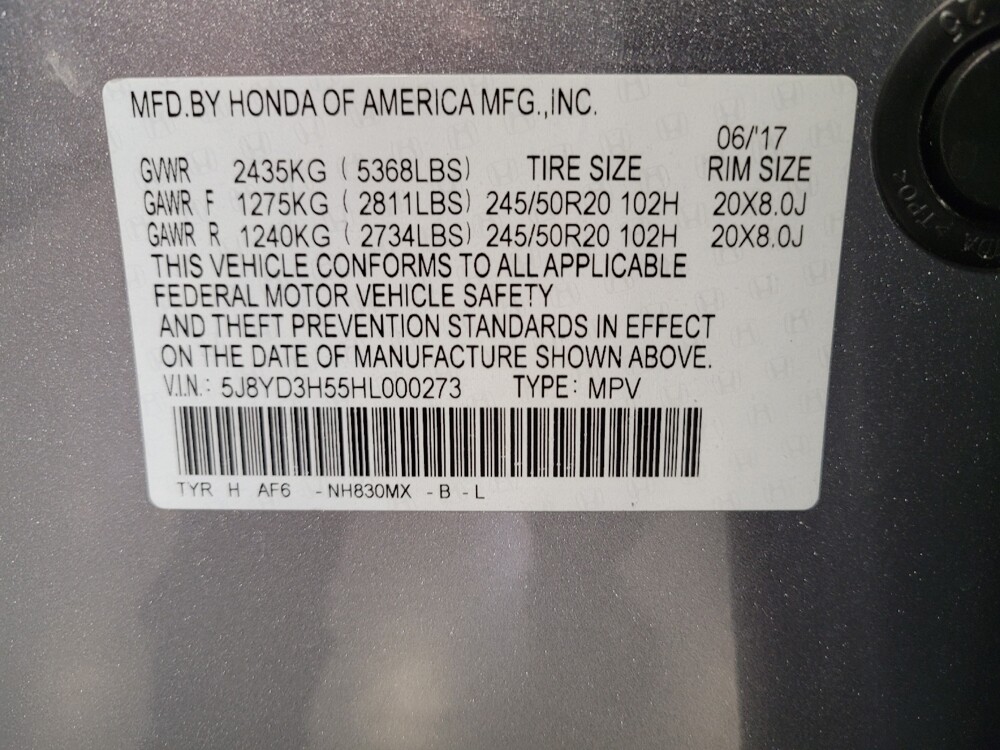 MFD.BY HONDA OF AMERICA MFG.,INC.
06/'17
GVWR 2435KG ( 5368LBS) TIRE SIZE RIM SIZE
GAWR F 1275KG ( 2811LBS) 245/50R20 102H 20X8.0J
GAWR R 1240KG ( 2734LBS) 245/50R20 102H 20X8.0J
THIS VEHICLE CONFORMS TO ALL APPLICABLE
FEDERAL MOTOR VEHICLE SAFETY
AND THEFT PREVENTION STANDARDS IN EFFECT
ON THE DATE OF MANUFACTURE SHOWN ABOVE.
V.I.N.: 5J8YD3H55HL000273 TYPE: MPV
TYR H AF6 -NH830MX -B -L